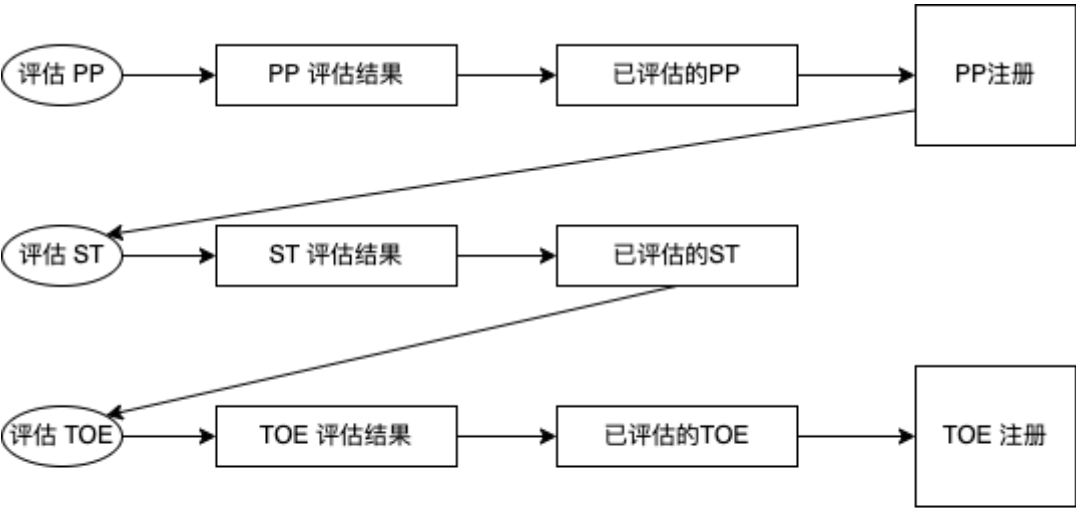 评估 PP
PP 评估结果
已评估的PP
PP注册
评估 ST
ST 评估结果
已评估的ST
评估 TOE
TOE 评估结果
已评估的TOE
TOE 注册